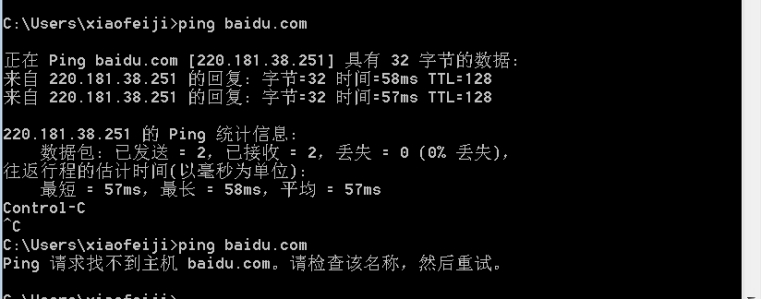 C:\Users\xiaofeiji>ping baidu.com
正在 Ping baidu.com [220.181.38.251] 具有 32 字节的数据:
来自 220.181.38.251 的回复: 字节=32 时间=58ms TTL=128
来自 220.181.38.251 的回复: 字节=32 时间=57ms TTL=128
220.181.38.251 的 Ping 统计信息:
数据包: 已发送 = 2，已接收 = 2，丢失 = 0 (0% 丢失)，
往返行程的估计时间(以毫秒为单位):
最短 = 57ms，最长 = 58ms，平均 = 57ms
Control-C
^C
C:\Users\xiaofeiji>ping baidu.com
Ping 请求找不到主机 baidu.com。请检查该名称，然后重试。
C:\Users\xiaofeiji>